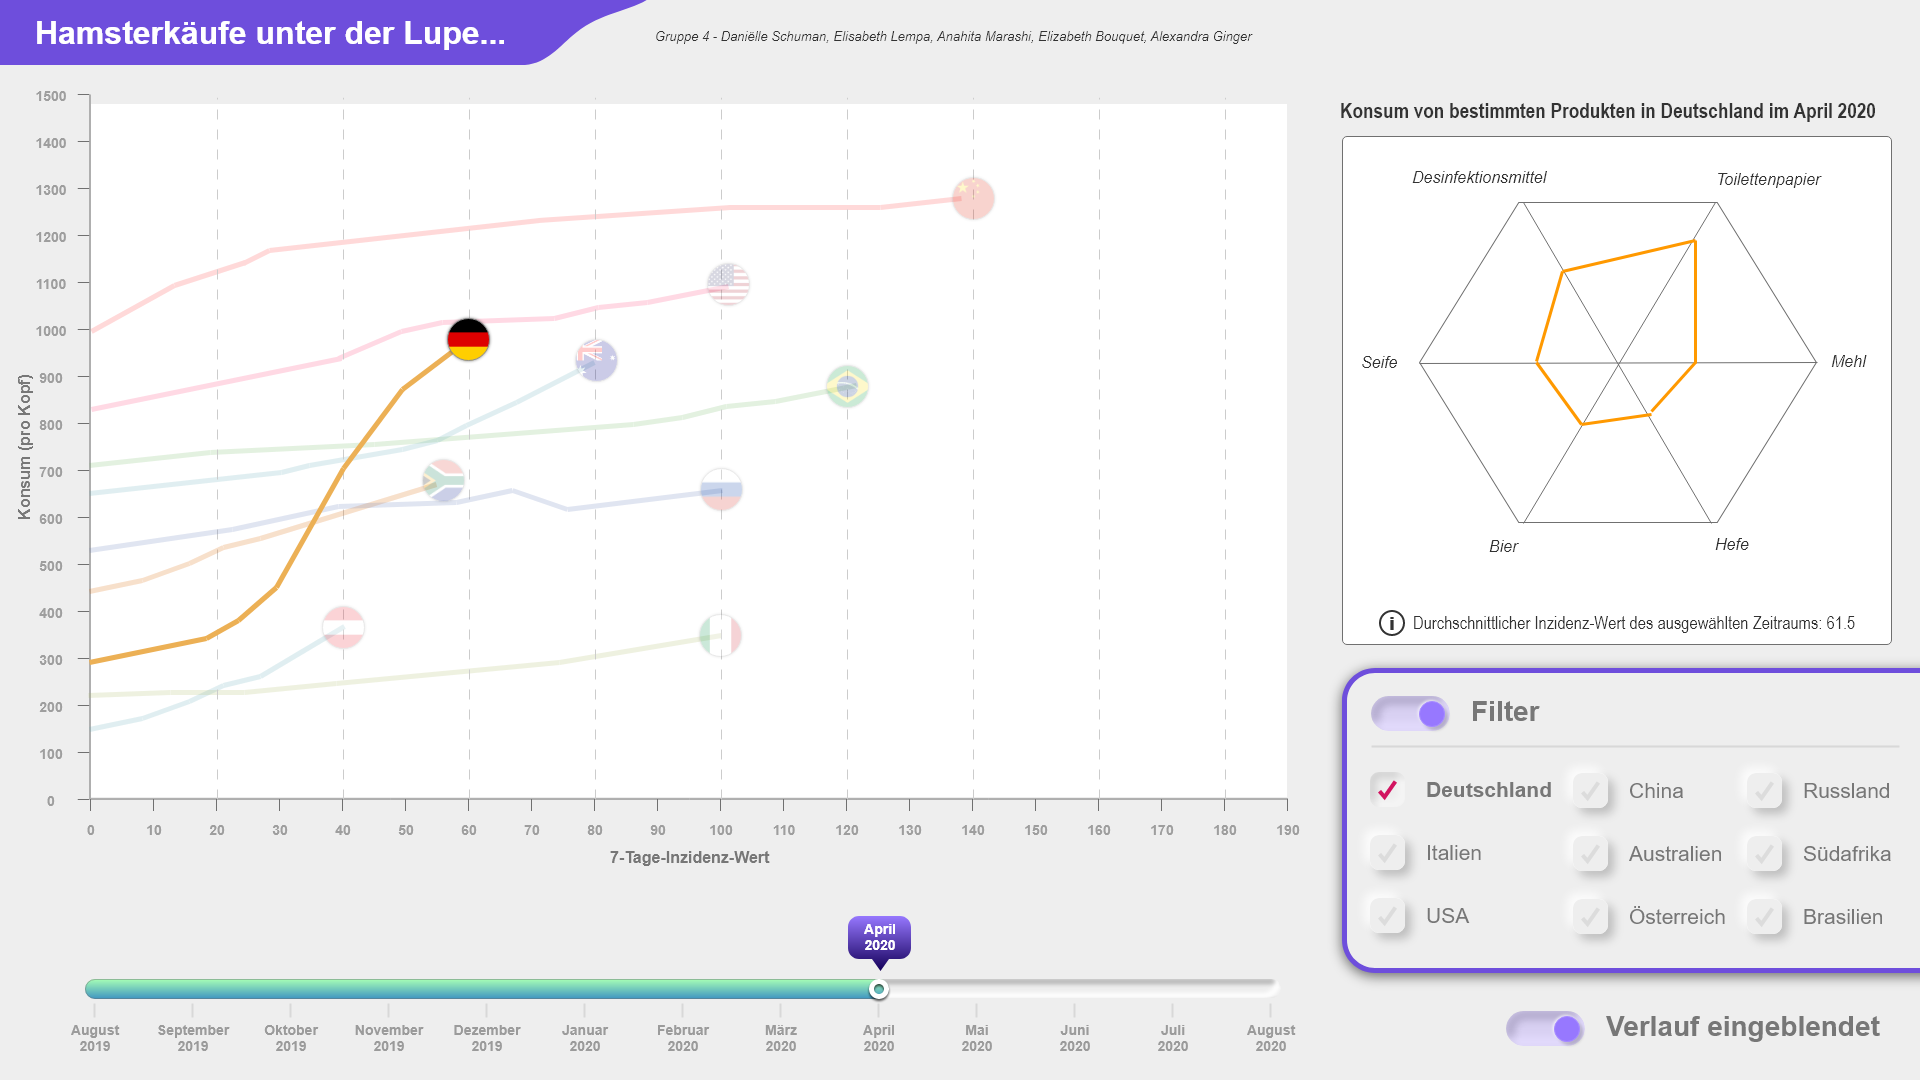 Hamsterkäufe unter der Lupe...
Gruppe 4 - Daniëlle Schuman, Elisabeth Lempa, Anahita Marashi, Elizabeth Bouquet, Alexandra Ginger
1500
1400
1300
1200
1100
1000
900
800
700
600
500
400
300
200
100
0
Konsum (pro Kopf)
0 10 20 30 40 50 60 70 80 90 100 110 120 130 140 150 160 170 180 190
7-Tage-Inzidenz-Wert
Konsum von bestimmten Produkten in Deutschland im April 2020
Desinfektionsmittel
Toilettenpapier
Seife
Mehl
Bier
Hefe
i Durchschnittlicher Inzidenz-Wert des ausgewählten Zeitraums: 61.5
Filter
Deutschland China Russland
Italien Australien Südafrika
USA Österreich Brasilien
Verlauf eingeblendet
April
2020
August September Oktober November Dezember Januar Februar März April Mai Juni Juli August
2019 2019 2019 2019 2019 2020 2020 2020 2020 2020 2020 2020 2020